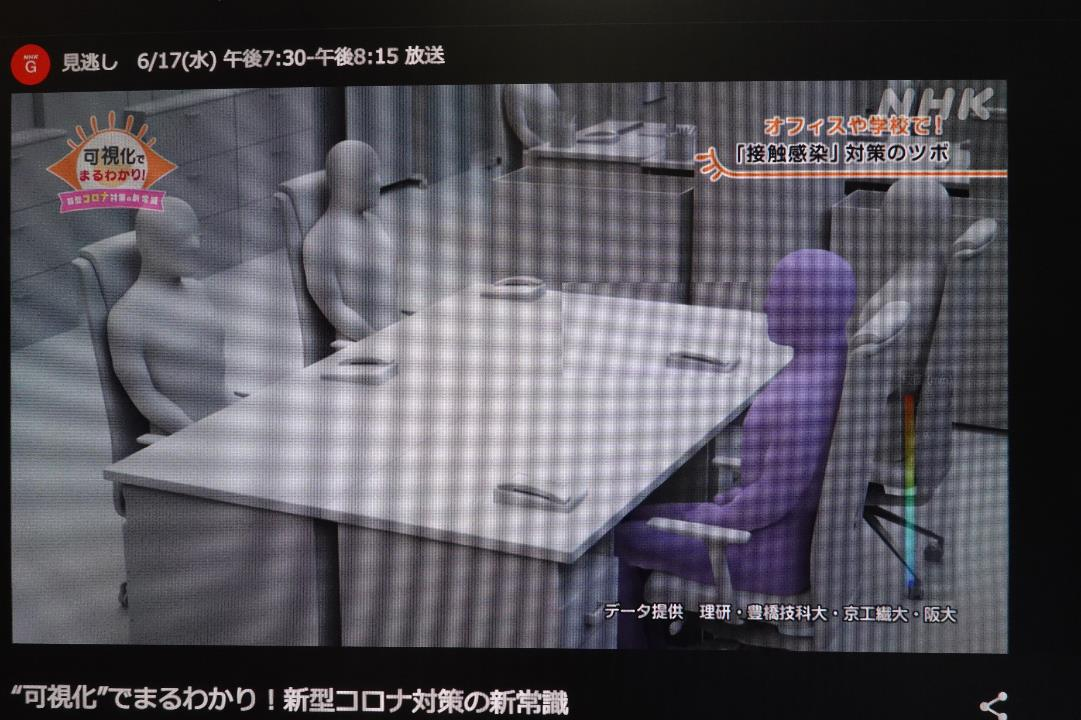 NHK
G
見逃し 6/17(水) 午後7:30-午後8:15 放送
NHK
可視化で
まるわかり!
新型コロナ対策の新常識
オフィスや学校で!
「接触感染」対策のツボ
データ提供 理研・豊橋技科大・京工繊大・阪大
“可視化”でまるわかり!新型コロナ対策の新常識